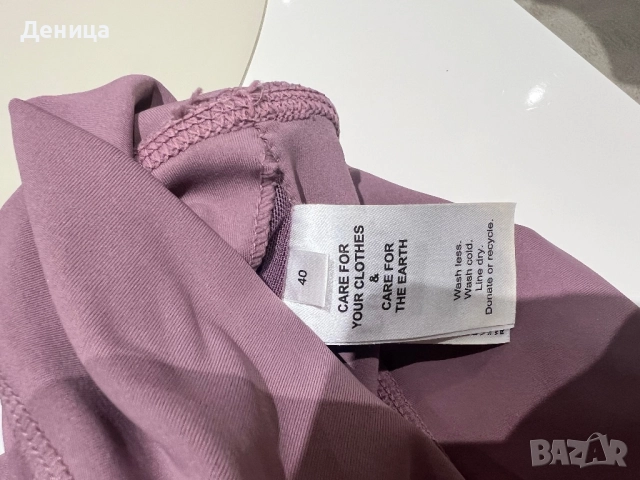 Деница
40
CARE FOR
YOUR CLOTHES
&
CARE FOR
THE EARTH
Wash less.
Wash cold.
Line dry.
Donate or recycle.
BAZAR